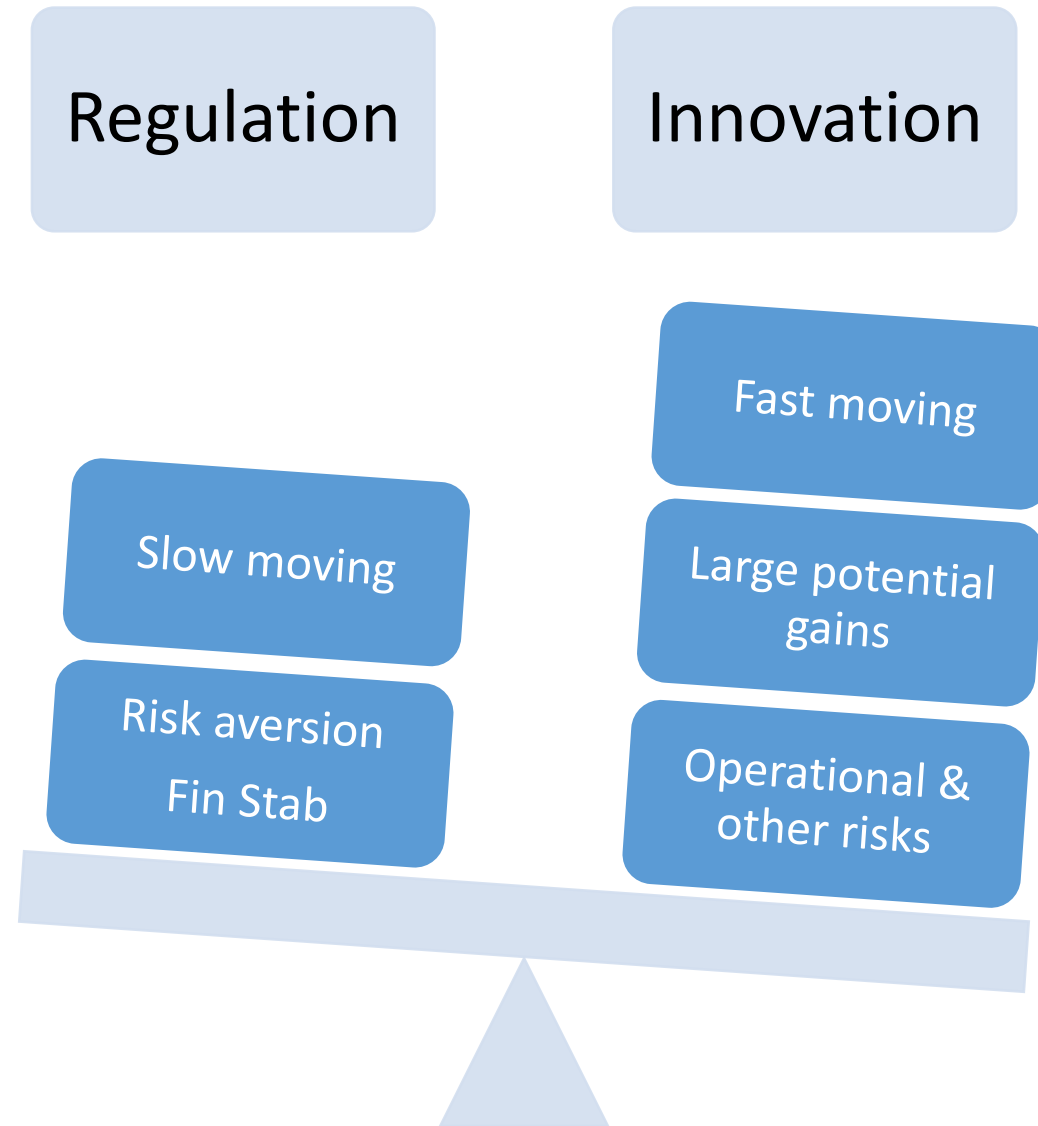 Regulation
Innovation
Slow moving
Risk aversion
Fin Stab
Fast moving
Large potential
gains
Operational &
other risks